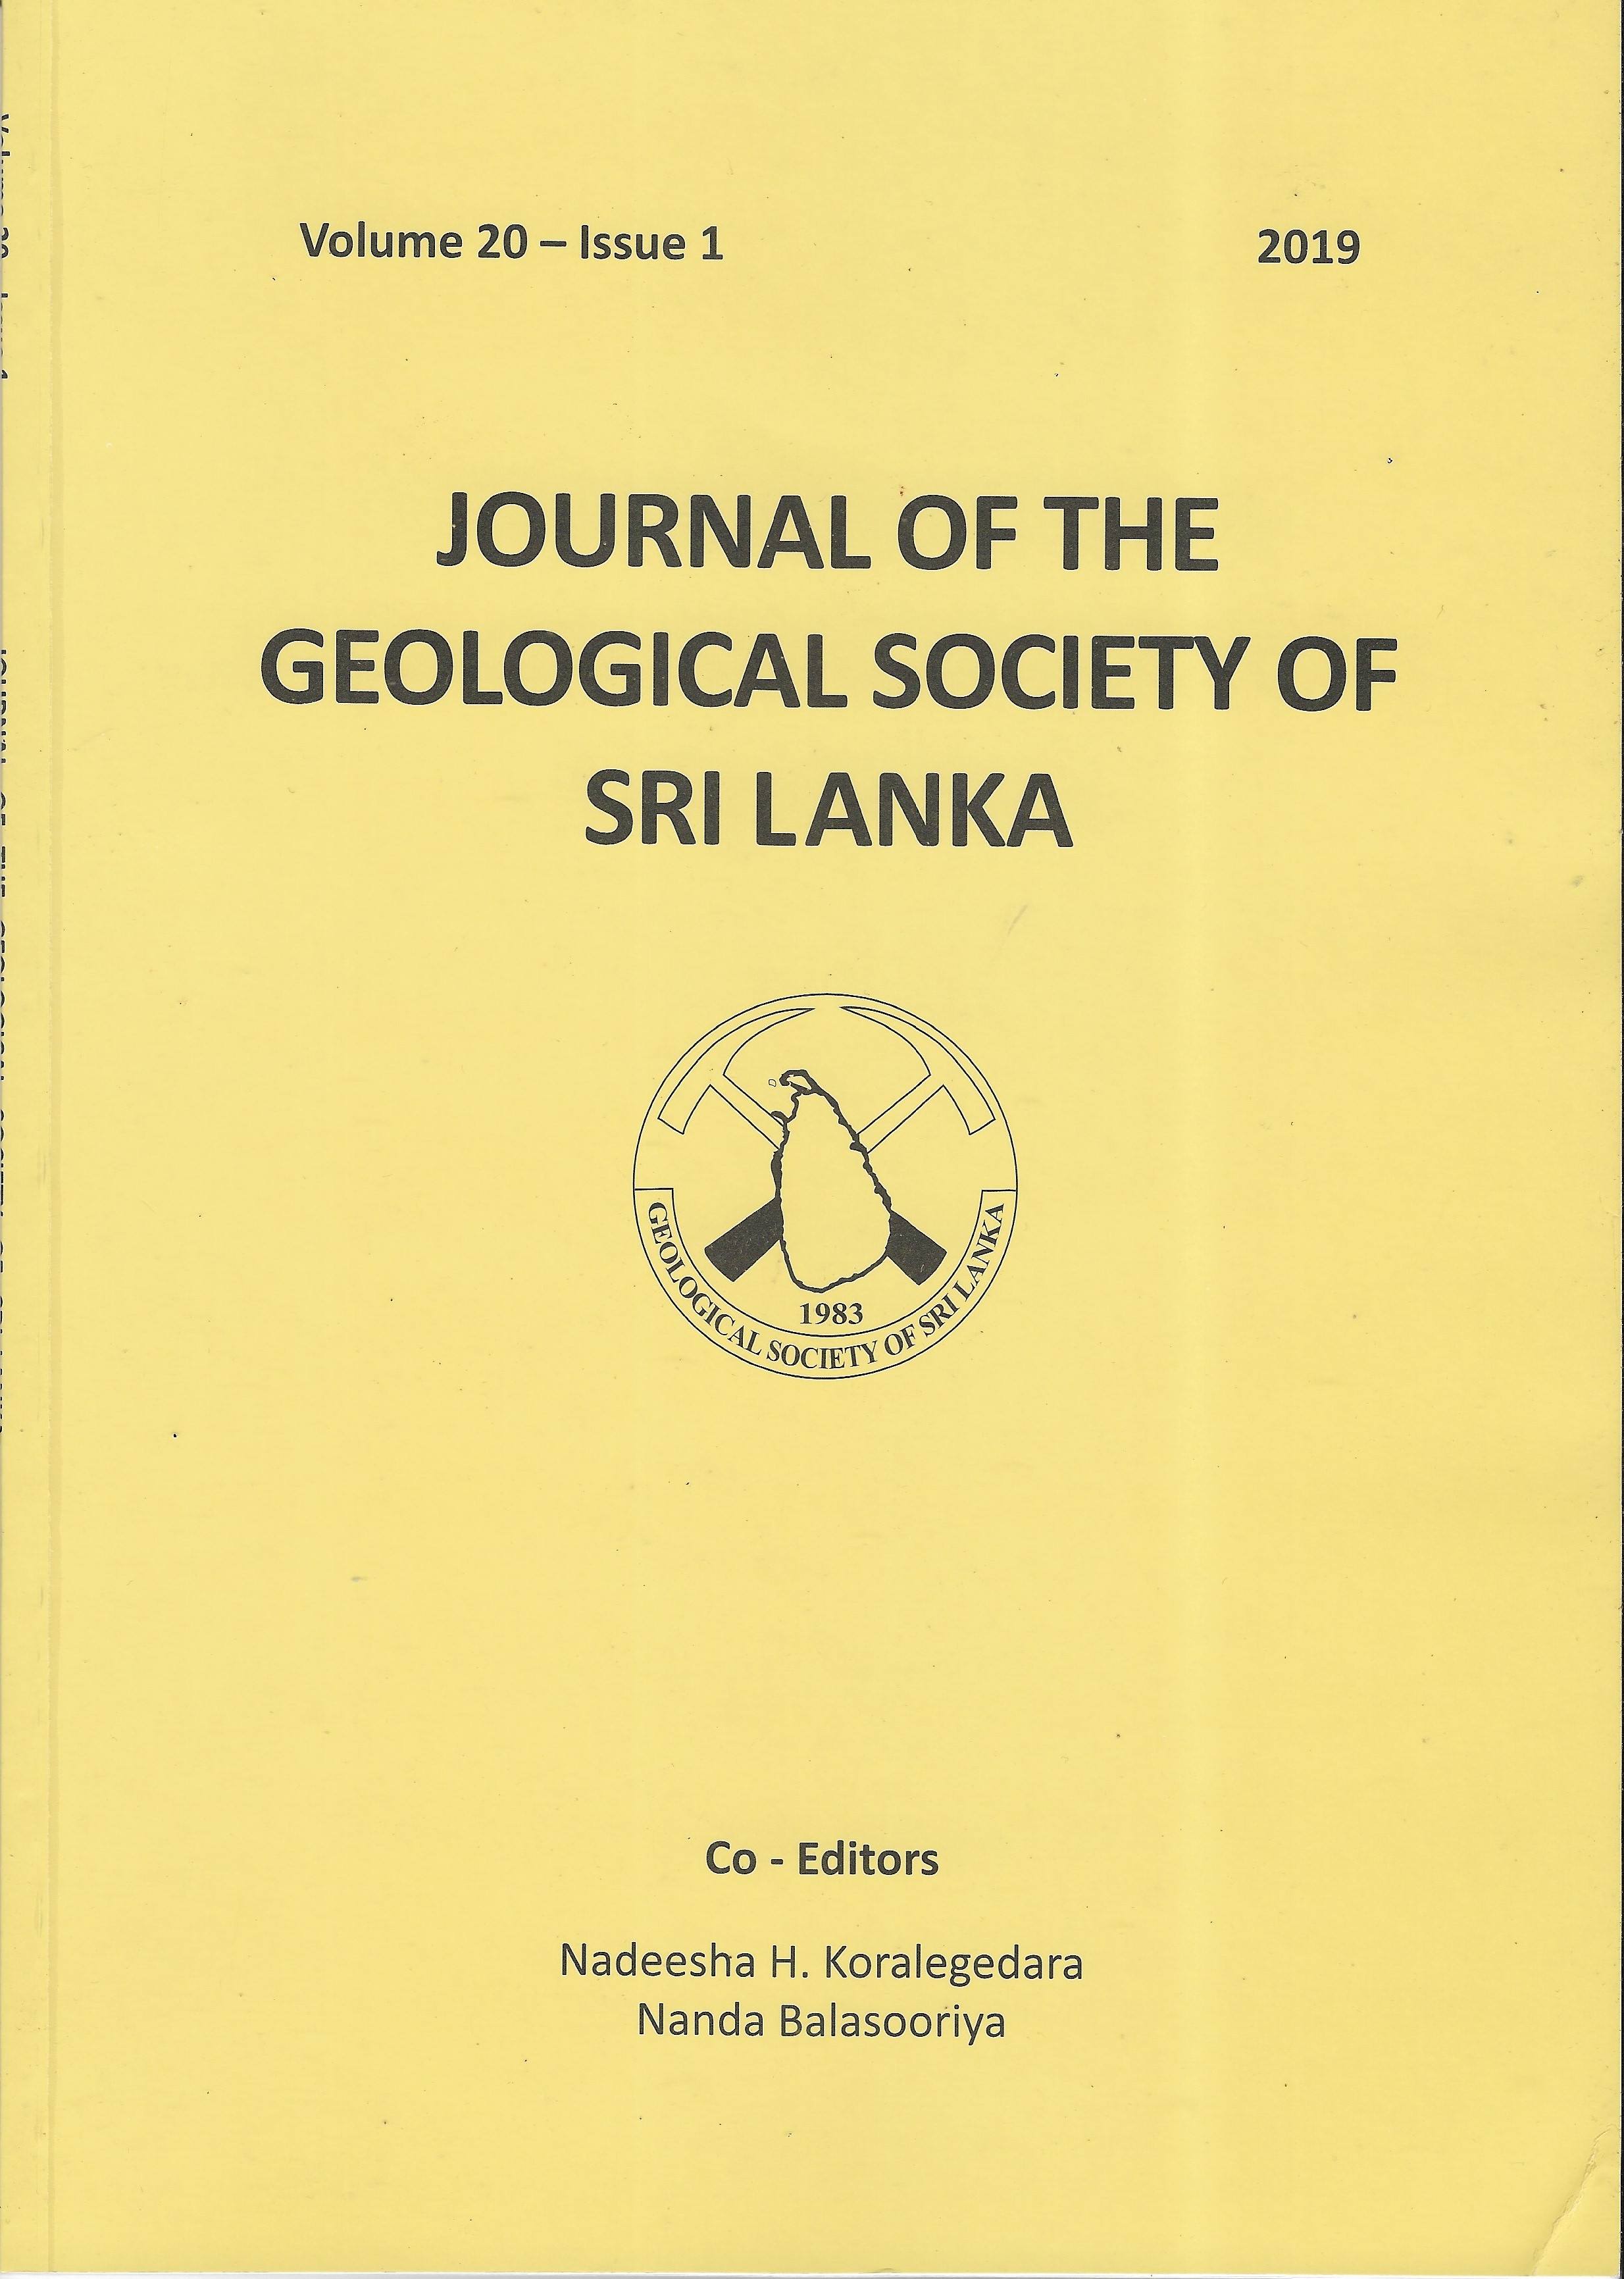 Volume 20 – Issue 1
2019
JOURNAL OF THE
GEOLOGICAL SOCIETY OF
SRI LANKA
1983
GEOLOGICAL SOCIETY OF SRI LANKA
Co - Editors
Nadeesha H. Koralegedara
Nanda Balasooriya